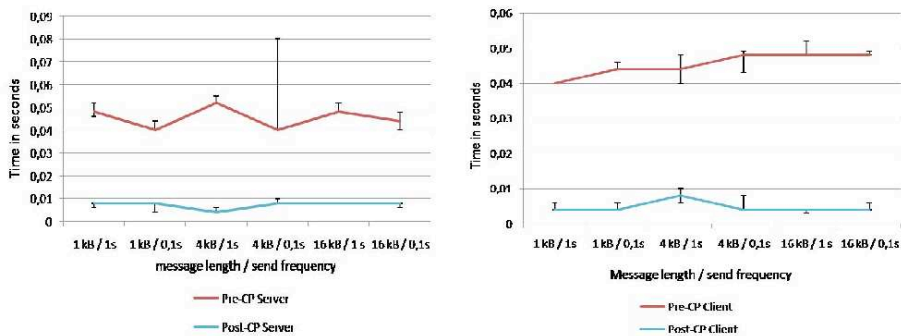 0,09
0,08
0,07
0,06
0,05
0,04
0,03
0,02
0,01
0
Time in seconds
1 kB / 1s 1 kB / 0,1s 4 kB / 1s 4 kB / 0,1s 16 kB / 1s 16 kB / 0,1s
message length / send frequency
Pre-CP Server
Post-CP Server
0,06
0,05
0,04
0,03
0,02
0,01
0
Time in seconds
1 kB / 1s 1 kB / 0,1s 4 kB / 1s 4 kB / 0,1s 16 kB / 1s 16 kB / 0,1s
Message length / send frequency
Pre-CP Client
Post-CP Client